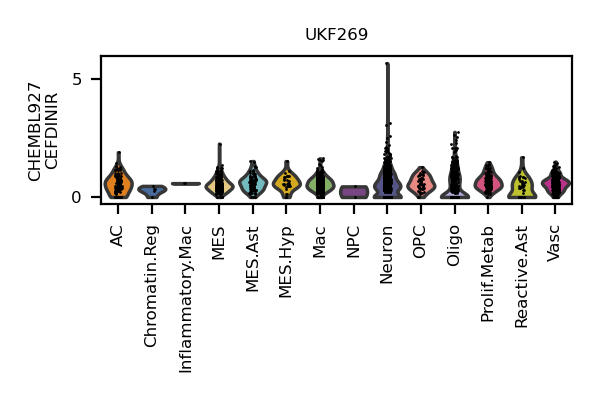 UKF269
CHEMBL927
CEFDINIR
5
0
AC
Chromatin.Reg
Inflammatory.Mac
MES
MES.Ast
MES.Hyp
Mac
NPC
Neuron
OPC
Oligo
Prolif.Metab
Reactive.Ast
Vasc